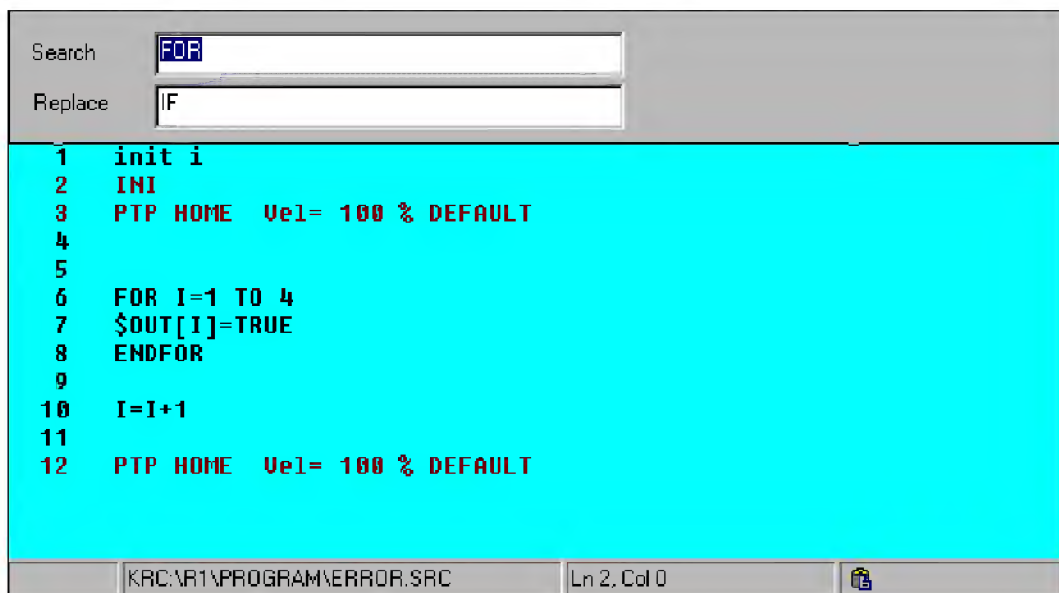 Search FOR
Replace IF
1 init i
2 INI
3 PTP HOME Vel= 100 % DEFAULT
4
5
6 FOR I=1 TO 4
7 $OUT[I]=TRUE
8 ENDFOR
9
10 I=I+1
11
12 PTP HOME Vel= 100 % DEFAULT
KRC:\R1\PROGRAM\ERROR.SRC Ln 2, Col 0